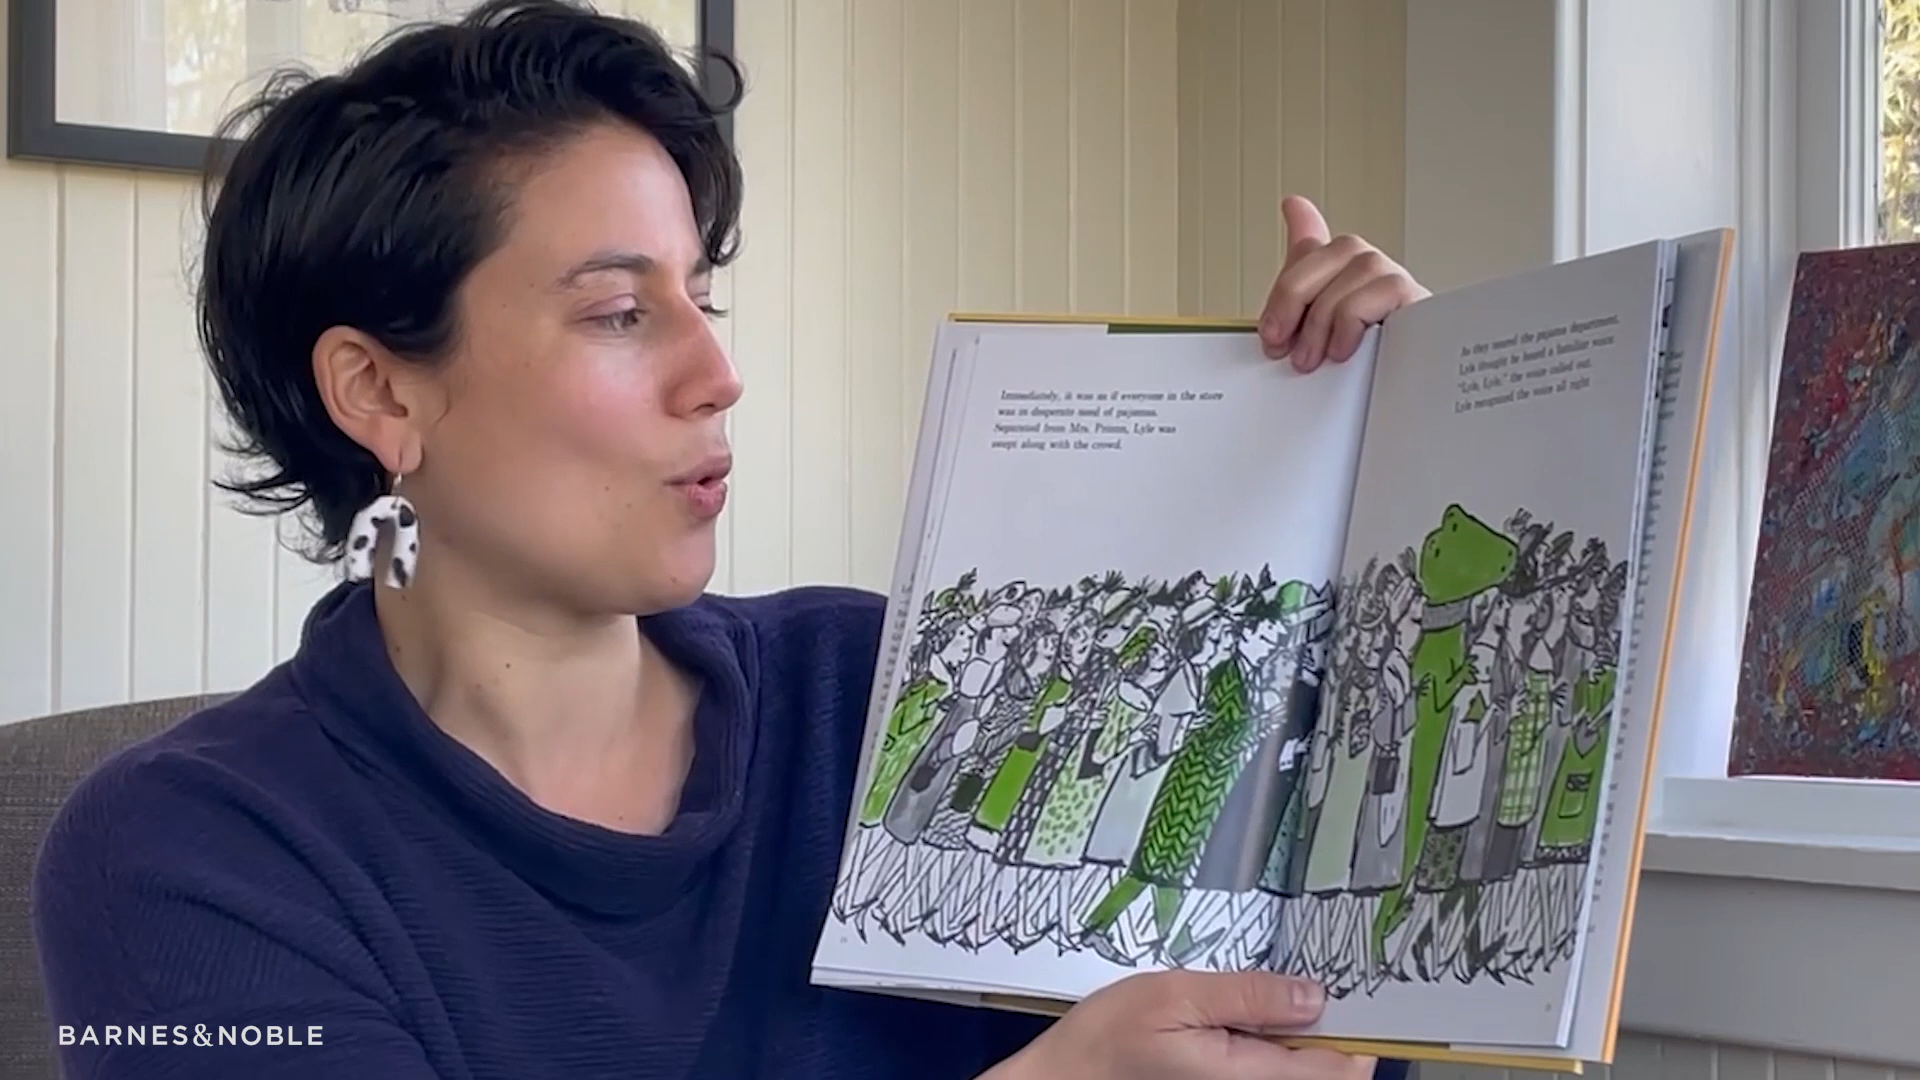 Immediately, it was as if everyone in the store
was in desperate need of pajamas.
Separated from Mrs. Primm, Lyle was
swept along with the crowd.
As they neared the pajama department,
Lyle thought he heard a familiar voice.
"Lyle, Lyle," the voice called out.
Lyle recognized the voice all right
BARNES&NOBLE